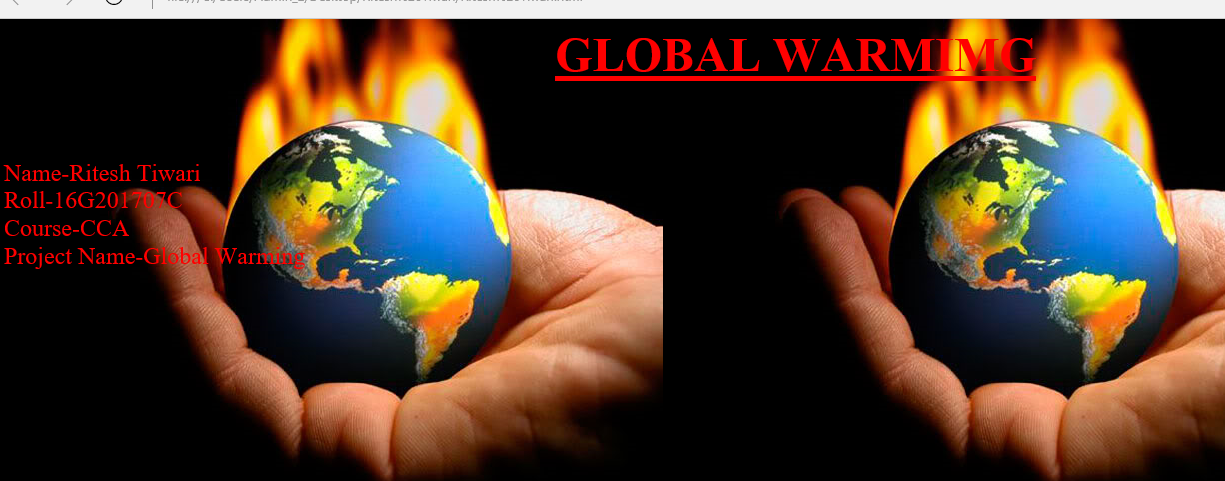 GLOBAL WARMIMG
Name-Ritesh Tiwari
Roll-16G201707C
Course-CCA
Project Name-Global Warming